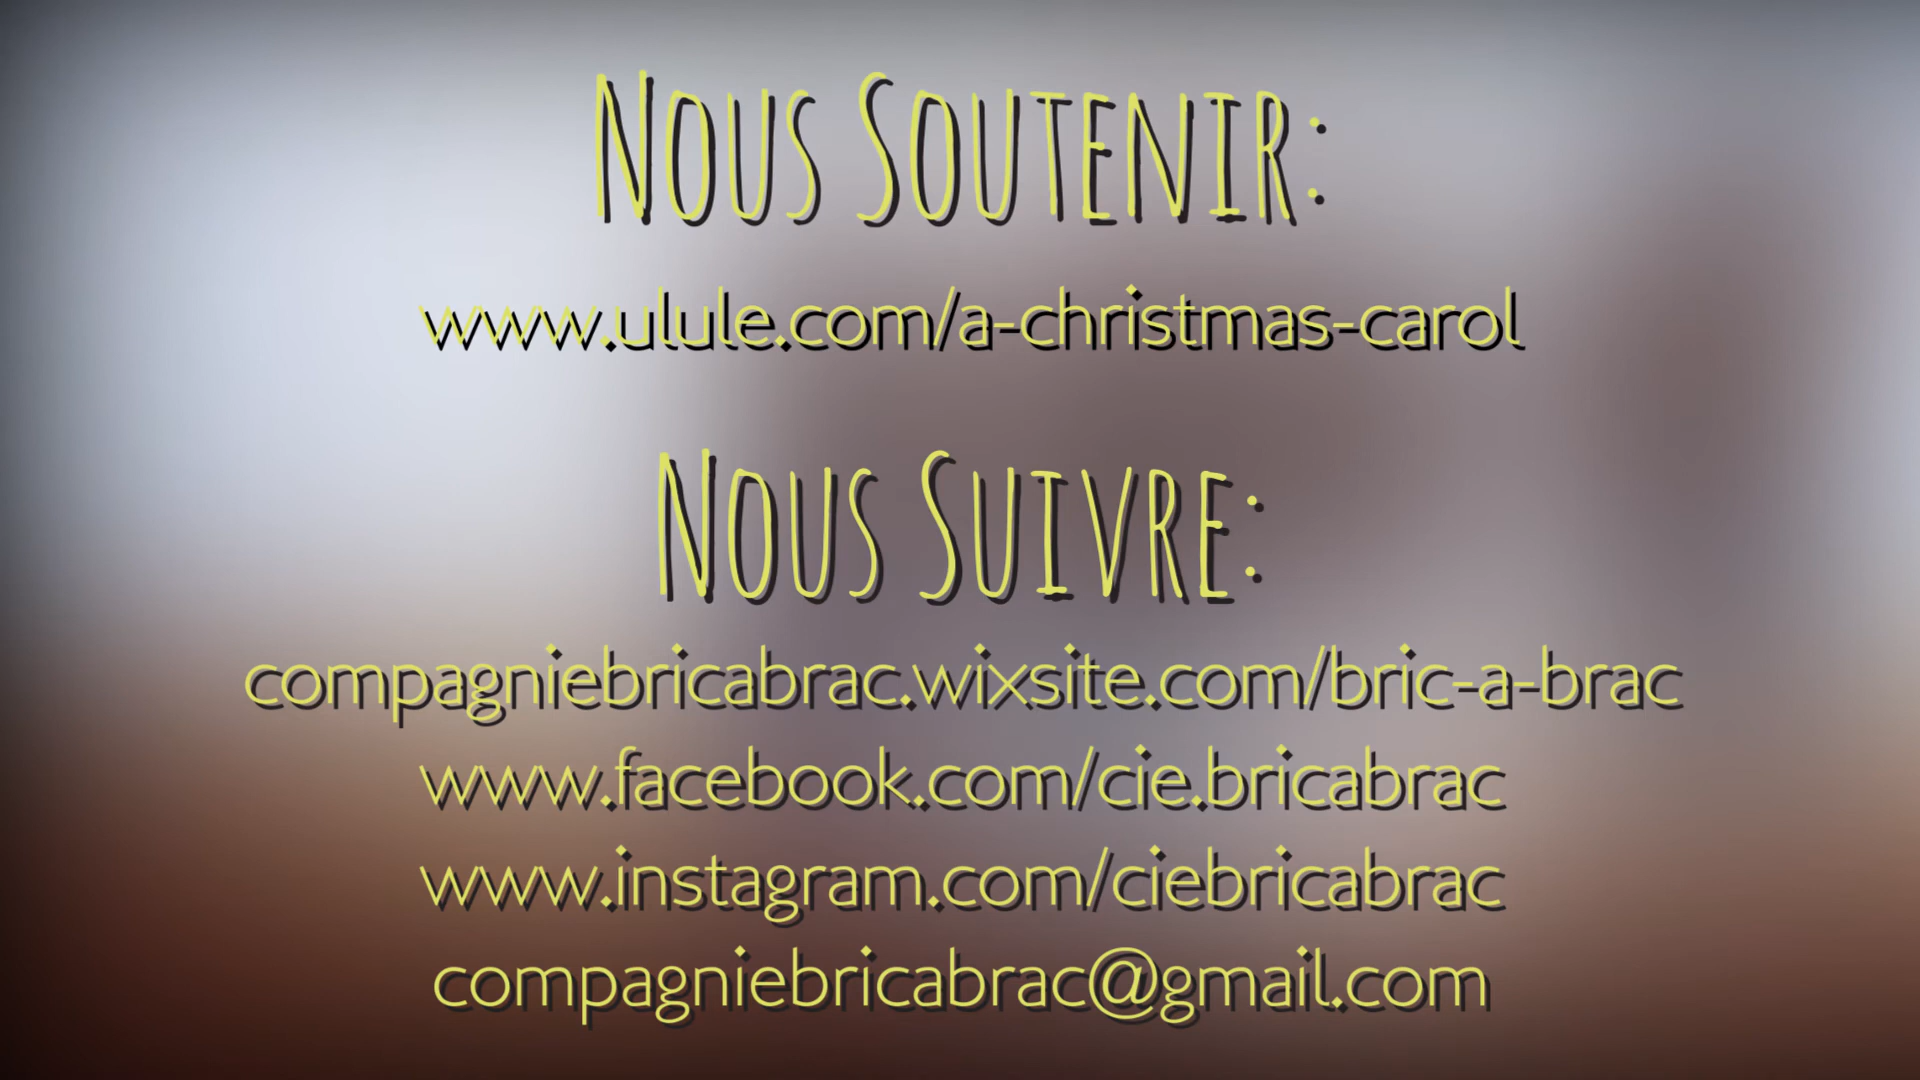 Nous Soutenir:
www.ulule.com/a-christmas-carol
Nous Suivre:
compagniebricabrac.wixsite.com/bric-a-brac
www.facebook.com/cie.bricabrac
www.instagram.com/ciebricabrac
compagniebricabrac@gmail.com